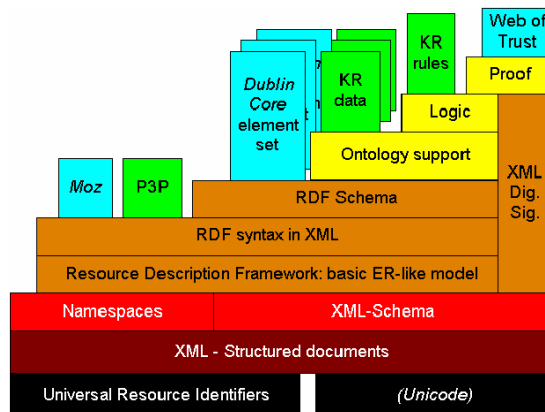 Web of
Trust
KR
rules
Proof
Dublin
Core
element
set
KR
data
Logic
Ontology support
XML
Dig.
Sig.
Moz
P3P
RDF Schema
RDF syntax in XML
Resource Description Framework: basic ER-like model
Namespaces
XML-Schema
XML - Structured documents
Universal Resource Identifiers
(Unicode)